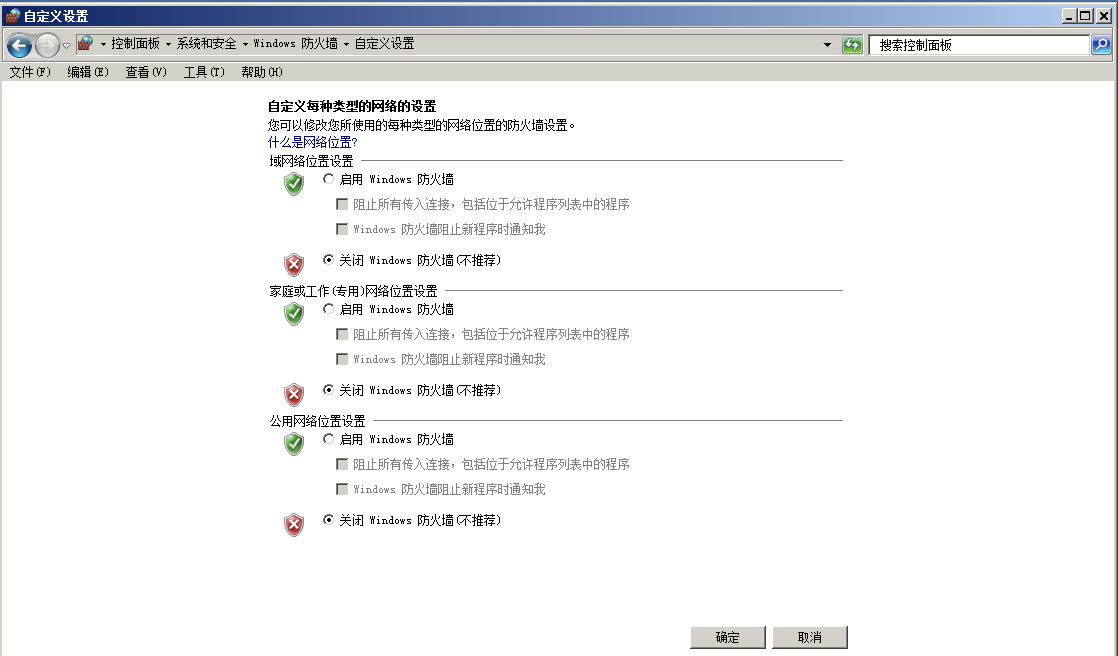 自定义设置
控制面板 系统和安全 Windows 防火墙 自定义设置
搜索控制面板
文件(F) 编辑(E) 查看(V) 工具(T) 帮助(H)
自定义每种类型的网络的设置
您可以修改您所使用的每种类型的网络位置的防火墙设置。
什么是网络位置?
域网络位置设置
启用 Windows 防火墙
阻止所有传入连接，包括位于允许程序列表中的程序
Windows 防火墙阻止新程序时通知我
关闭 Windows 防火墙(不推荐)
家庭或工作(专用)网络位置设置
启用 Windows 防火墙
阻止所有传入连接，包括位于允许程序列表中的程序
Windows 防火墙阻止新程序时通知我
关闭 Windows 防火墙(不推荐)
公用网络位置设置
启用 Windows 防火墙
阻止所有传入连接，包括位于允许程序列表中的程序
Windows 防火墙阻止新程序时通知我
关闭 Windows 防火墙(不推荐)
确定 取消